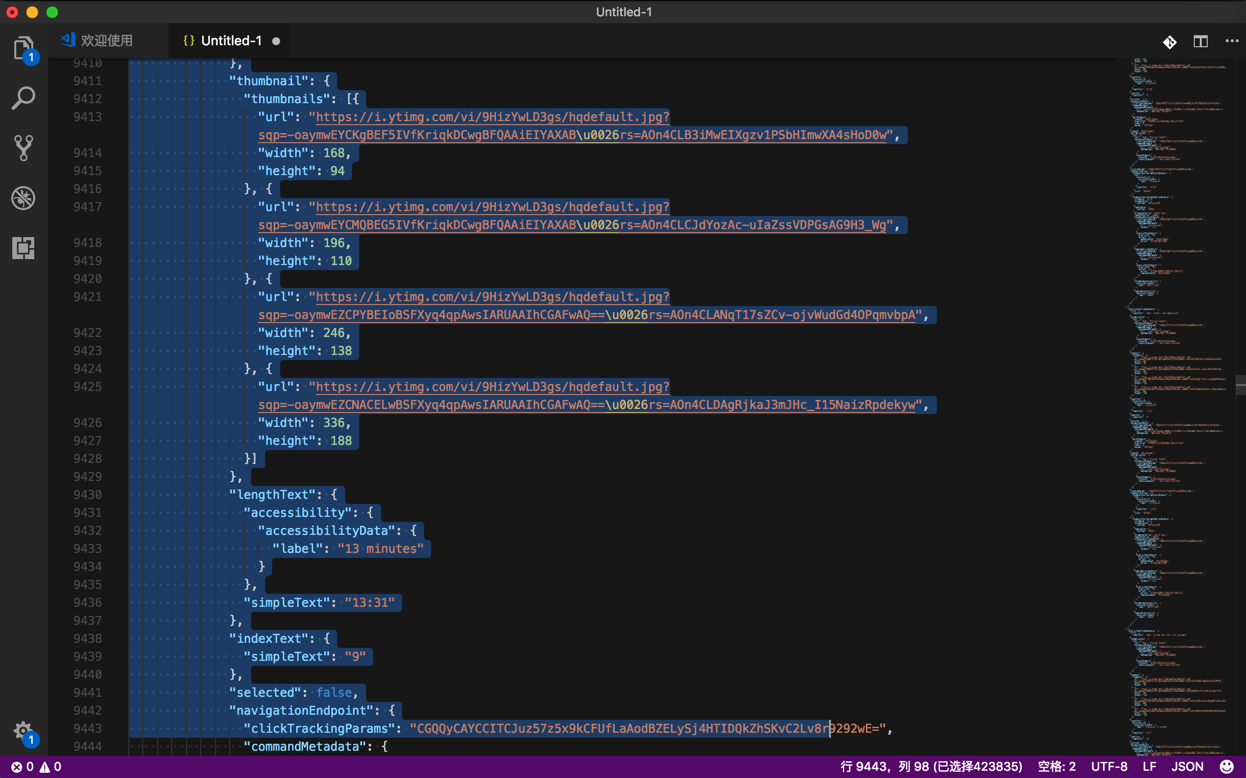 Untitled-1
欢迎使用
{} Untitled-1 ●
9410 },
9411 "thumbnail": {
9412 "thumbnails": [{
9413 "url": "https://i.ytimg.com/vi/9HizYwLD3gs/hqdefault.jpg?
sqp=-oaymwEYCKgBEF5IVfKriqkDCwgBFQAAiEIYAXAB\u0026rs=AOn4CLB3iMwEIXgzv1PSbHImwXA4sHoD0w",
9414 "width": 168,
9415 "height": 94
9416 }, {
9417 "url": "https://i.ytimg.com/vi/9HizYwLD3gs/hqdefault.jpg?
sqp=-oaymwEYCMQBEG5IVfKriqkDCwgBFQAAiEIYAXAB\u0026rs=AOn4CLCJdYozAc-uIaZssVDPGsAG9H3_Wg",
9418 "width": 196,
9419 "height": 110
9420 }, {
9421 "url": "https://i.ytimg.com/vi/9HizYwLD3gs/hqdefault.jpg?
sqp=-oaymwEZCPYBEIoBSFXyq4qpAwsIARUAAIhCGAFwAQ==\u0026rs=AOn4CLANqT17sZCv-ojvWudGd4OPqmvbpA",
9422 "width": 246,
9423 "height": 138
9424 }, {
9425 "url": "https://i.ytimg.com/vi/9HizYwLD3gs/hqdefault.jpg?
sqp=-oaymwEZCNACELwBSFXyq4qpAwsIARUAAIhCGAFwAQ==\u0026rs=AOn4CLDAgRjkaJ3mJHc_I15NaizRpdekyw",
9426 "width": 336,
9427 "height": 188
9428 }]
9429 },
9430 "lengthText": {
9431 "accessibility": {
9432 "accessibilityData": {
9433 "label": "13 minutes"
9434 }
9435 },
9436 "simpleText": "13:31"
9437 },
9438 "indexText": {
9439 "simpleText": "9"
9440 },
9441 "selected": false,
9442 "navigationEndpoint": {
9443 "clickTrackingParams": "CGQQyCAYCCITCJuz57z5x9kCFUfLaAodBZELySj4HTIDQkZhSKvC2Lv8r9292wE=",
9444 "commandMetadata": {
1
1
0 0 行 9443，列 98 (已选择423835) 空格: 2 UTF-8 LF JSON